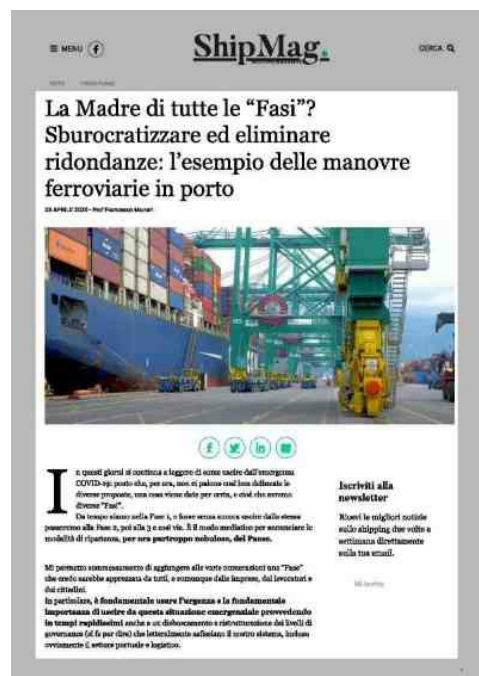 MENU
ShipMag.
CERCA
La Madre di tutte le “Fasi”?
Sburocratizzare ed eliminare
ridondanze: l’esempio delle manovre
ferroviarie in porto
In questi giorni si continua a leggere di come uscire dall’emergenza
COVID-19: posto che, per ora, non ci paiono così ben delineate le
diverse proposte, una cosa viene data per certa, e cioè che avremo
diverse “Fasi”.
Da tempo siamo nella Fase 1, e forse senza ancora uscire dalla stessa
passeremo alla Fase 2, poi alla 3 e così via. È il modo mediatico per annunciare le
modalità di ripartenza, per ora purtroppo nebulose, del Paese.
Mi permetto sommessamente di aggiungere alle varie numerazioni una “Fase”
che credo sarebbe apprezzata da tutti, e comunque dalle imprese, dai lavoratori e
dai cittadini.
In particolare, è fondamentale usare l’urgenza e la fondamentale
importanza di uscire da questa situazione emergenziale provvedendo
in tempi rapidissimi anche a un disboscamento e ristrutturazione dei livelli di
governance (si fa per dire) che letteralmente asfissiano il nostro sistema, incluso
ovviamente il settore portuale e logistico.
Iscriviti alla
newsletter
Ricevi le migliori notizie
sullo shipping due volte a
settimana direttamente
sulla tua email.